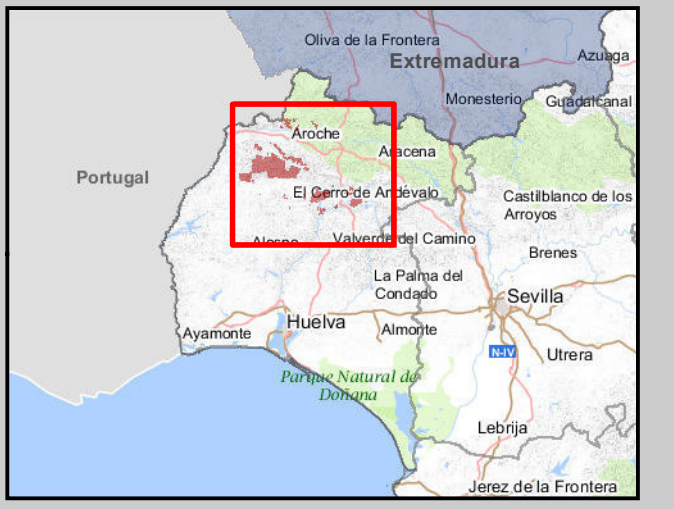 Oliva de la Frontera
Extremadura
Azuaga
Monesterio
Guadalcanal
Aroche
Aracena
Portugal
El Cerro de Andévalo
Castilblanco de los
Arroyos
Alosno
Valverde del Camino
Brenes
La Palma del
Condado
Sevilla
Huelva
Ayamonte
Almonte
N-IV
Utrera
Parque Natural de
Doñana
Lebrija
Jerez de la Frontera